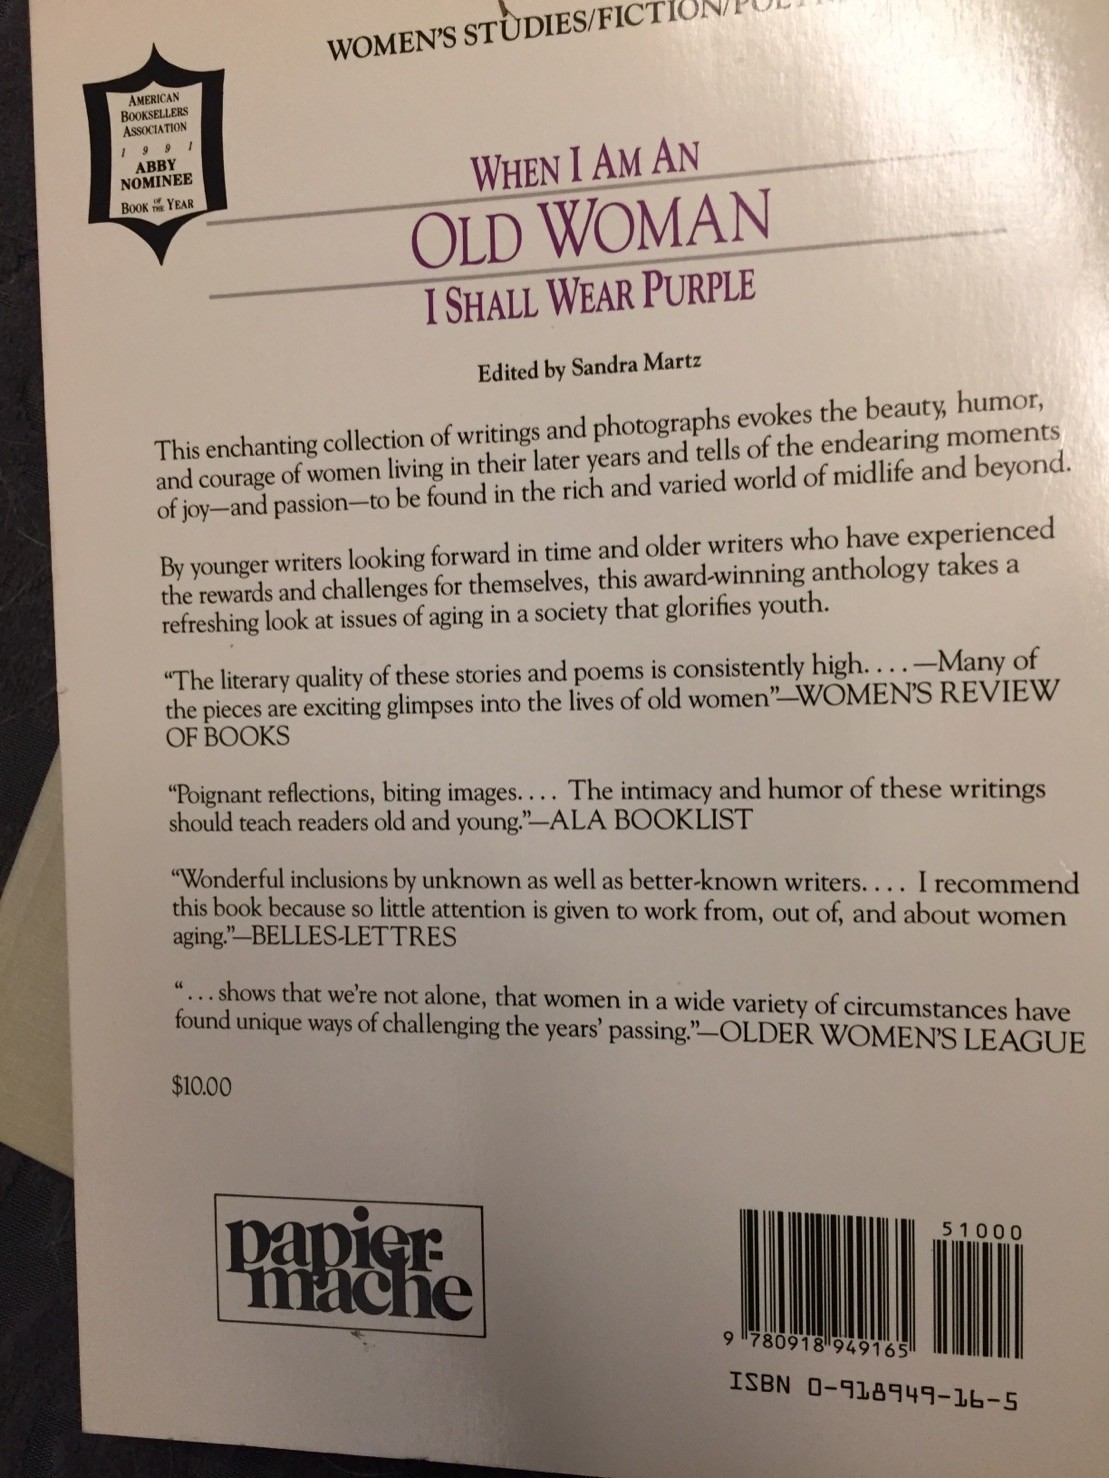 WOMEN'S STUDIES/FICTION/
AMERICAN
BOOKSELLERS
ASSOCIATION
1 9 9 1
ABBY
NOMINEE
BOOK OF THE YEAR
WHEN I AM AN
OLD WOMAN
I SHALL WEAR PURPLE
Edited by Sandra Martz
This enchanting collection of writings and photographs evokes the beauty, humor,
and courage of women living in their later years and tells of the endearing moments
of joy—and passion—to be found in the rich and varied world of midlife and beyond.
By younger writers looking forward in time and older writers who have experienced
the rewards and challenges for themselves, this award-winning anthology takes a
refreshing look at issues of aging in a society that glorifies youth.
“The literary quality of these stories and poems is consistently high. . . . —Many of
the pieces are exciting glimpses into the lives of old women”—WOMEN'S REVIEW
OF BOOKS
“Poignant reflections, biting images. . . . The intimacy and humor of these writings
should teach readers old and young.”—ALA BOOKLIST
“Wonderful inclusions by unknown as well as better-known writers. . . . I recommend
this book because so little attention is given to work from, out of, and about women
aging.”—BELLES-LETTRES
“. . . shows that we're not alone, that women in a wide variety of circumstances have
found unique ways of challenging the years' passing.”—OLDER WOMEN'S LEAGUE
$10.00
papier-
mache
51000
9 780918 949165
ISBN 0-918949-16-5